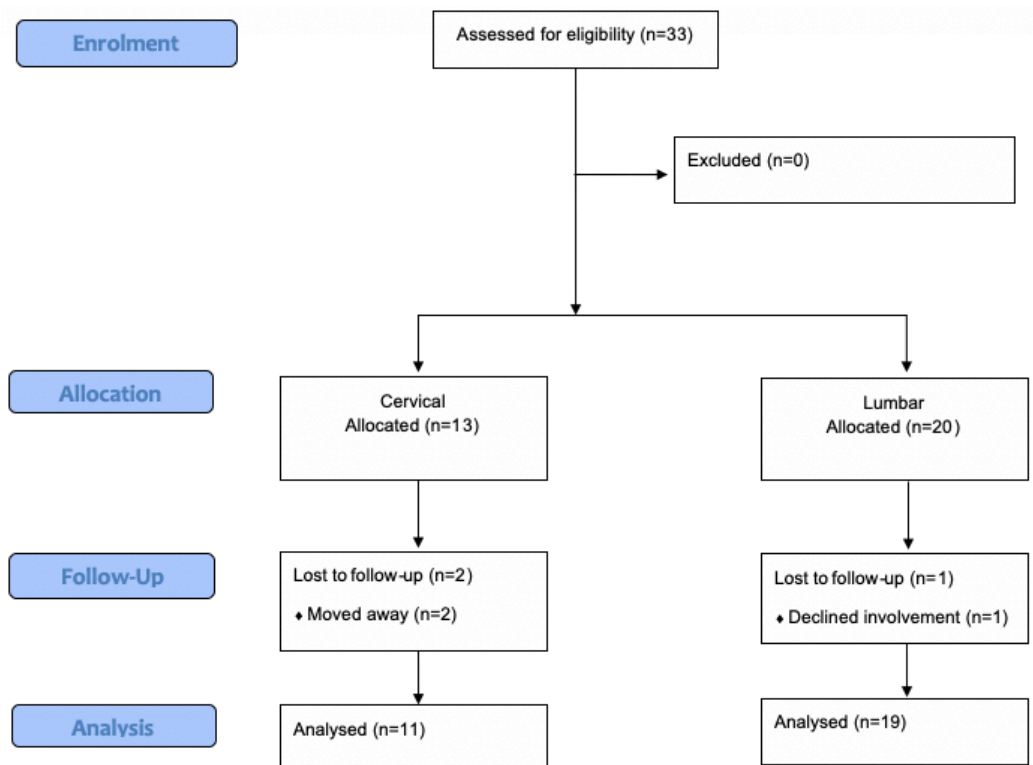 Enrolment
Assessed for eligibility (n=33)
Excluded (n=0)
Allocation
Cervical
Allocated (n=13)
Lumbar
Allocated (n=20)
Follow-Up
Lost to follow-up (n=2)
♦ Moved away (n=2)
Lost to follow-up (n=1)
♦ Declined involvement (n=1)
Analysis
Analysed (n=11)
Analysed (n=19)